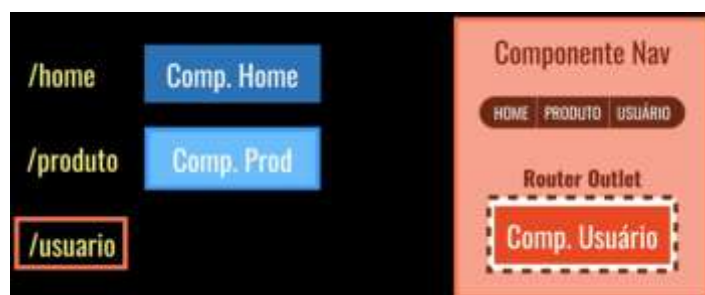 /home
Comp. Home
/produto
Comp. Prod
/usuario
Componente Nav
HOME PRODUTO USUÁRIO
Router Outlet
Comp. Usuário